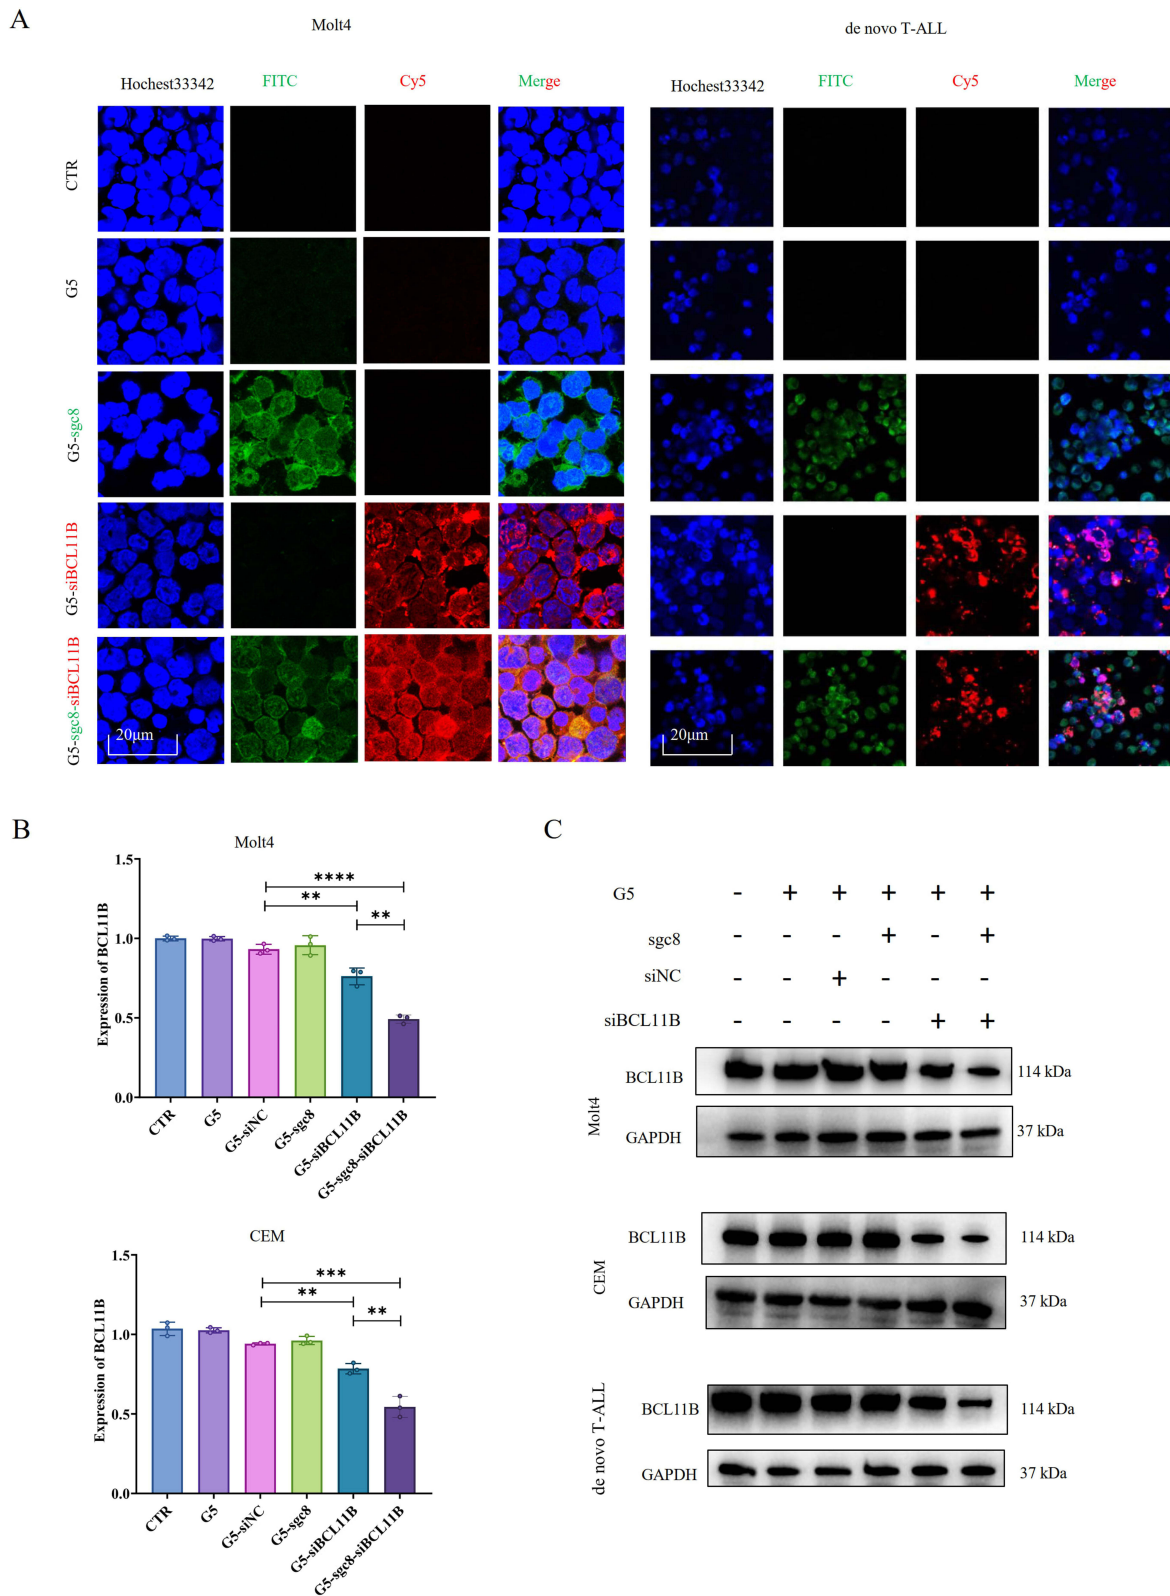 A
Molt4
de novo T-ALL
Hochest33342 FITC Cy5 Merge
Hochest33342 FITC Cy5 Merge
CTR
G5
G5-sgc8
G5-siBCL11B
G5-sgc8-siBCL11B
20μm
20μm
B
Molt4
Expression of BCL11B
1.5
1.0
0.5
0.0
****
**
**
CTR
G5
G5-siNC
G5-sgc8
G5-siBCL11B
G5-sgc8-siBCL11B
CEM
Expression of BCL11B
1.5
1.0
0.5
0.0
***
**
**
CTR
G5
G5-siNC
G5-sgc8
G5-siBCL11B
G5-sgc8-siBCL11B
C
G5 - + + + + +
sgc8 - - - + - +
siNC - - + - - -
siBCL11B - - - - + +
Molt4
BCL11B 114 kDa
GAPDH 37 kDa
CEM
BCL11B 114 kDa
GAPDH 37 kDa
de novo T-ALL
BCL11B 114 kDa
GAPDH 37 kDa